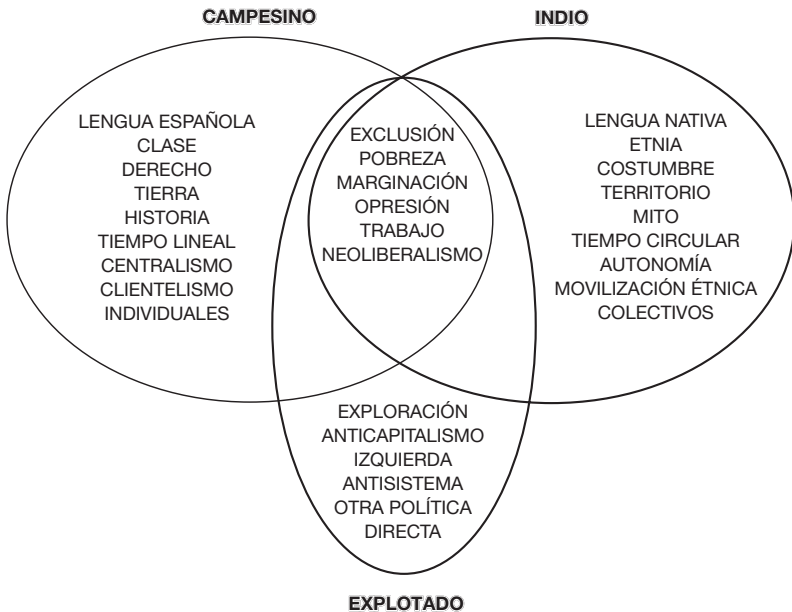 CAMPESINO
INDIO
LENGUA ESPAÑOLA
CLASE
DERECHO
TIERRA
HISTORIA
TIEMPO LINEAL
CENTRALISMO
CLIENTELISMO
INDIVIDUALES
EXCLUSIÓN
POBREZA
MARGINACIÓN
OPRESIÓN
TRABAJO
NEOLIBERALISMO
LENGUA NATIVA
ETNIA
COSTUMBRE
TERRITORIO
MITO
TIEMPO CIRCULAR
AUTONOMÍA
MOVILIZACIÓN ÉTNICA
COLECTIVOS
EXPLORACIÓN
ANTICAPITALISMO
IZQUIERDA
ANTISISTEMA
OTRA POLÍTICA
DIRECTA
EXPLOTADO